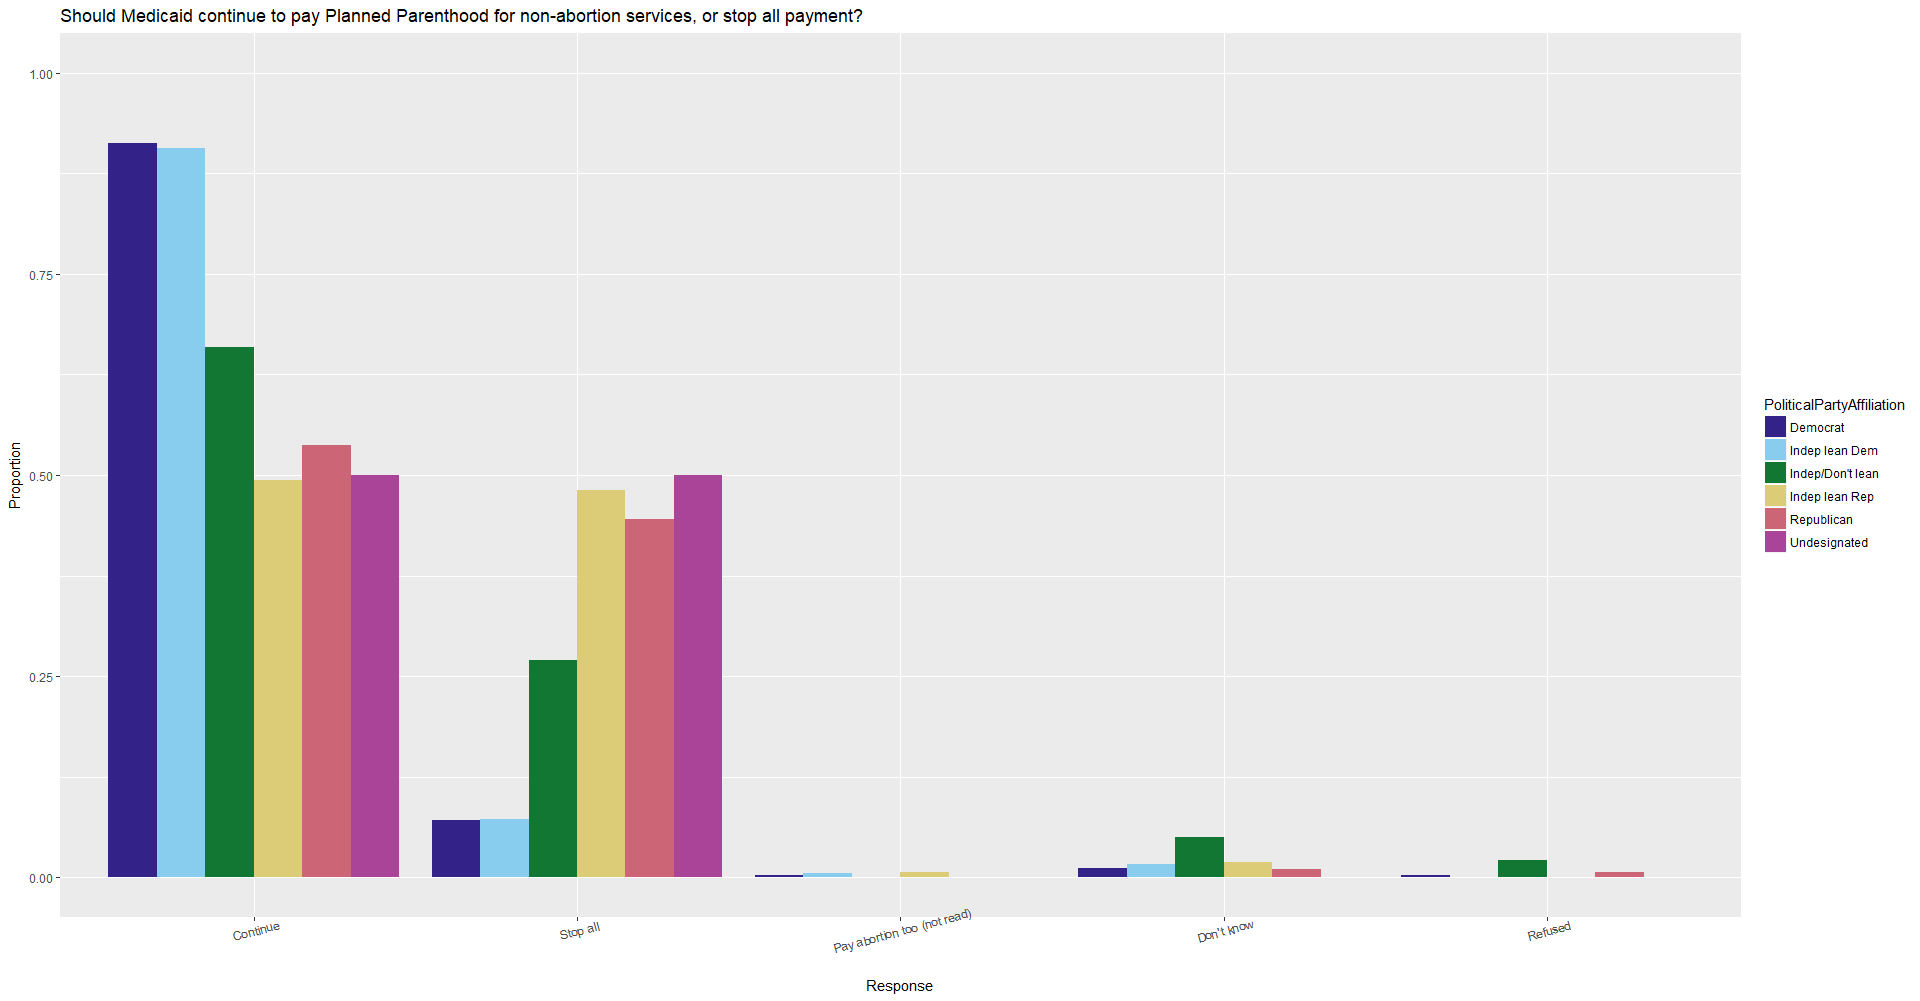 Should Medicaid continue to pay Planned Parenthood for non-abortion services, or stop all payment?
1.00
0.75
0.50
0.25
0.00
Proportion
Continue
Stop all
Pay abortion too (not read)
Don't know
Refused
Response
PoliticalPartyAffiliation
Democrat
Indep lean Dem
Indep/Don't lean
Indep lean Rep
Republican
Undesignated